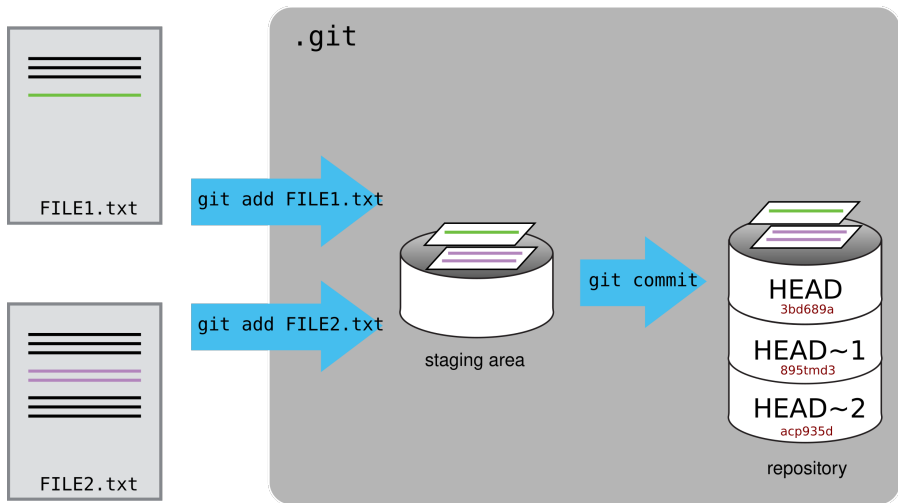 .git
FILE1.txt
git add FILE1.txt
git add FILE2.txt
FILE2.txt
staging area
git commit
HEAD
3bd689a
HEAD~1
895tmd3
HEAD~2
acp935d
repository